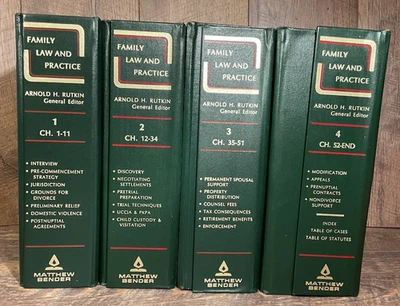 FAMILY
LAW AND
PRACTICE
ARNOLD H. RUTKIN
General Editor
1
CH. 1-11
• INTERVIEW
• PRE-COMMENCEMENT
STRATEGY
• JURISDICTION
• GROUNDS FOR
DIVORCE
• PRELIMINARY RELIEF
• DOMESTIC VIOLENCE
• POSTNUPTIAL
AGREEMENTS
MATTHEW
BENDER
FAMILY
LAW AND
PRACTICE
ARNOLD H. RUTKIN
General Editor
2
CH. 12-34
• DISCOVERY
• NEGOTIATING
SETTLEMENTS
• PRETRIAL
PREPARATION
• TRIAL TECHNIQUES
• UCCJA & PKPA
• CHILD CUSTODY &
VISITATION
MATTHEW
BENDER
FAMILY
LAW AND
PRACTICE
ARNOLD H. RUTKIN
General Editor
3
CH. 35-51
• PERMANENT SPOUSAL
SUPPORT
• PROPERTY
DISTRIBUTION
• COUNSEL FEES
• TAX CONSEQUENCES
• RETIREMENT BENEFITS
• ENFORCEMENT
MATTHEW
BENDER
FAMILY
LAW AND
PRACTICE
ARNOLD H. RUTKIN
General Editor
4
CH. 52-END
• MODIFICATION
• APPEALS
• PRENUPTIAL
CONTRACTS
• NONDIVORCE
SUPPORT
INDEX
TABLE OF CASES
TABLE OF STATUTES
MATTHEW
BENDER